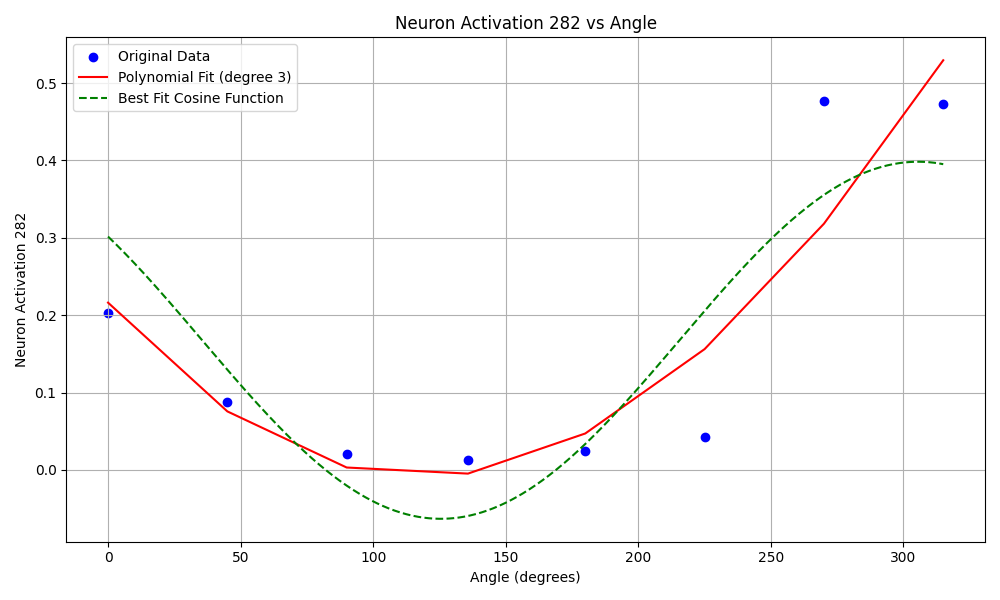 Neuron Activation 282 vs Angle
Original Data
Polynomial Fit (degree 3)
Best Fit Cosine Function
Neuron Activation 282
0.5
0.4
0.3
0.2
0.1
0.0
0 50 100 150 200 250 300
Angle (degrees)